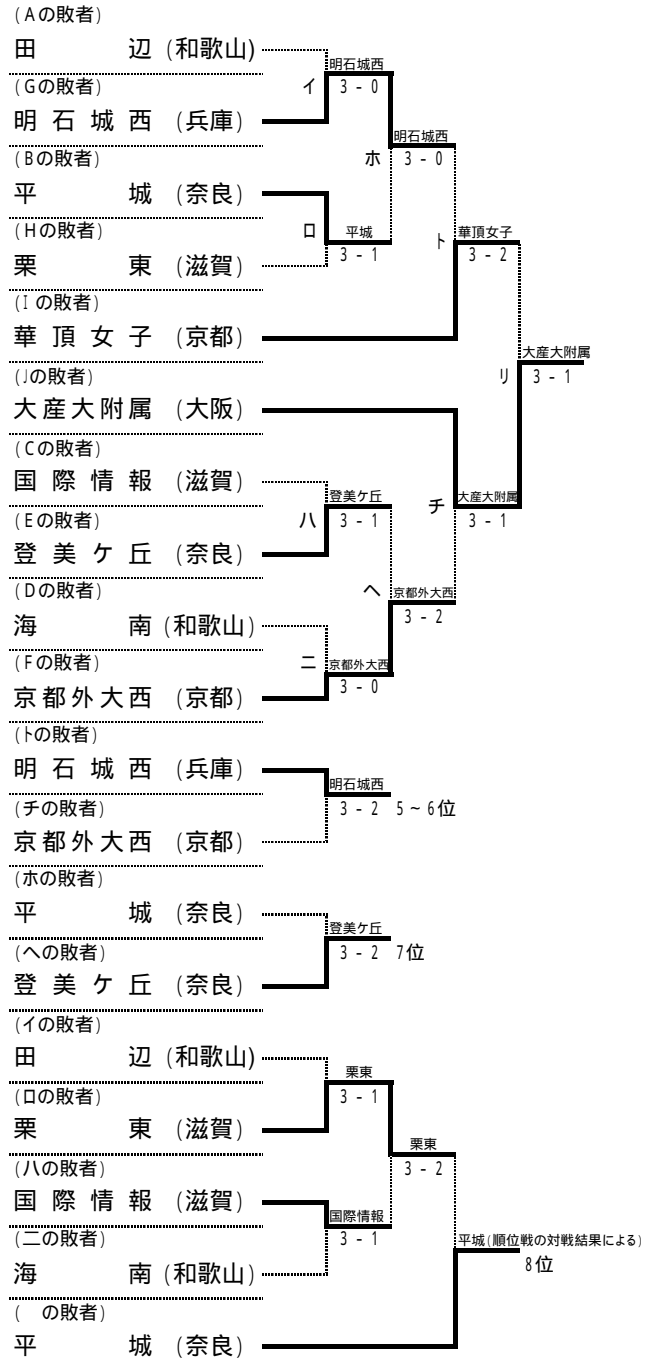 (Aの敗者)
田 辺 (和歌山)
明石城西
(Gの敗者)
イ 3 - 0
明 石 城 西 (兵庫)
明石城西
(Bの敗者)
ホ 3 - 0
平 城 (奈良)
(Hの敗者)
ロ 平城 ト 華頂女子
3 - 1 3 - 2
栗 東 (滋賀)
(Iの敗者)
華 頂 女 子 (京都)
大産大附属
(Jの敗者)
リ 3 - 1
大 産 大 附 属 (大阪)
(Cの敗者)
国 際 情 報 (滋賀)
登美ケ丘 チ 大産大附属
(Eの敗者)
ハ 3 - 1 3 - 1
登 美 ケ 丘 (奈良)
(Dの敗者)
ヘ 京都外大西
3 - 2
海 南 (和歌山)
(Fの敗者)
ニ 京都外大西
3 - 0
京 都 外 大 西 (京都)
(トの敗者)
明 石 城 西 (兵庫)
明石城西
(チの敗者)
3 - 2 5～6位
京 都 外 大 西 (京都)
(ホの敗者)
平 城 (奈良)
登美ケ丘
(ヘの敗者)
3 - 2 7位
登 美 ケ 丘 (奈良)
(イの敗者)
田 辺 (和歌山)
栗東
(ロの敗者)
3 - 1
栗 東 (滋賀)
栗東
(ハの敗者)
3 - 2
国 際 情 報 (滋賀)
国際情報
(ニの敗者)
3 - 1
平城(順位戦の対戦結果による)
8位
海 南 (和歌山)
( の敗者)
平 城 (奈良)